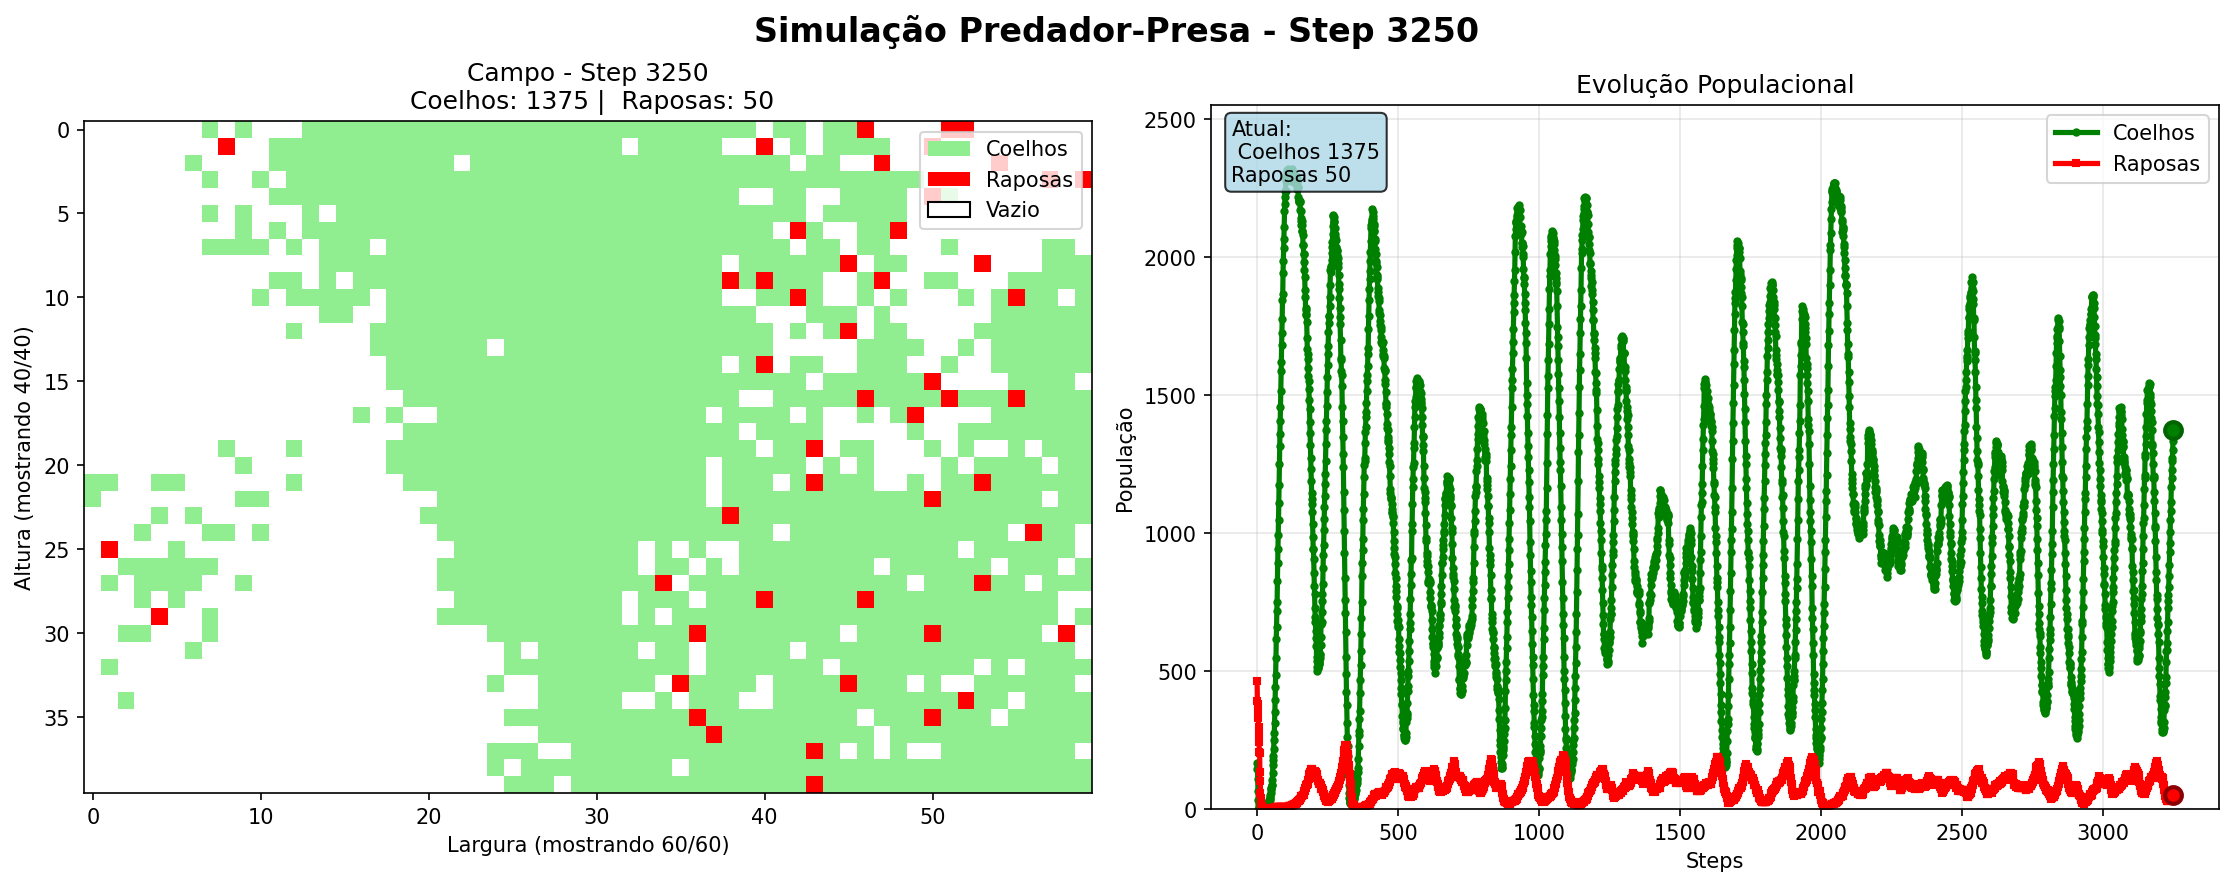 Simulação Predador-Presa - Step 3250
Campo - Step 3250
Coelhos: 1375 |  Raposas: 50
Coelhos
Raposas
Vazio
0
5
10
15
20
25
30
35
Altura (mostrando 40/40)
0
10
20
30
40
50
Largura (mostrando 60/60)
Evolução Populacional
Atual:
Coelhos 1375
Raposas 50
Coelhos
Raposas
2500
2000
1500
1000
500
0
População
0
500
1000
1500
2000
2500
3000
Steps